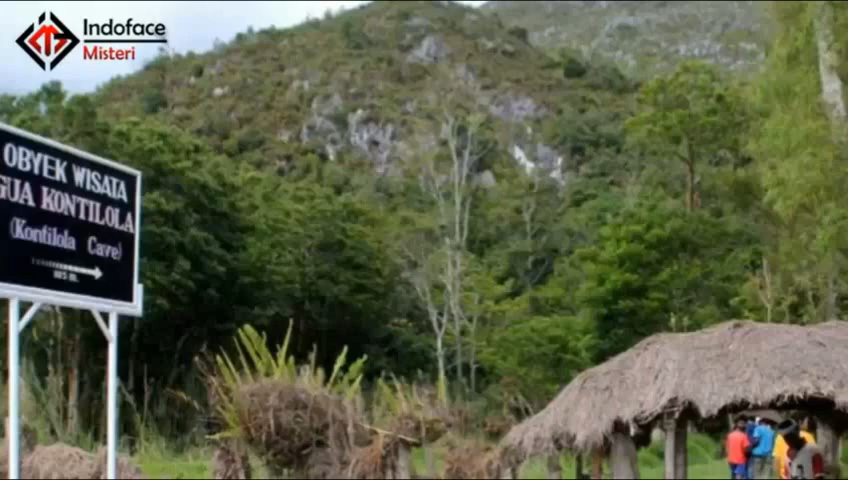 Indoface
Misteri
OBYEK WISATA
GUA KONTILOLA
(Kontilola Cave)